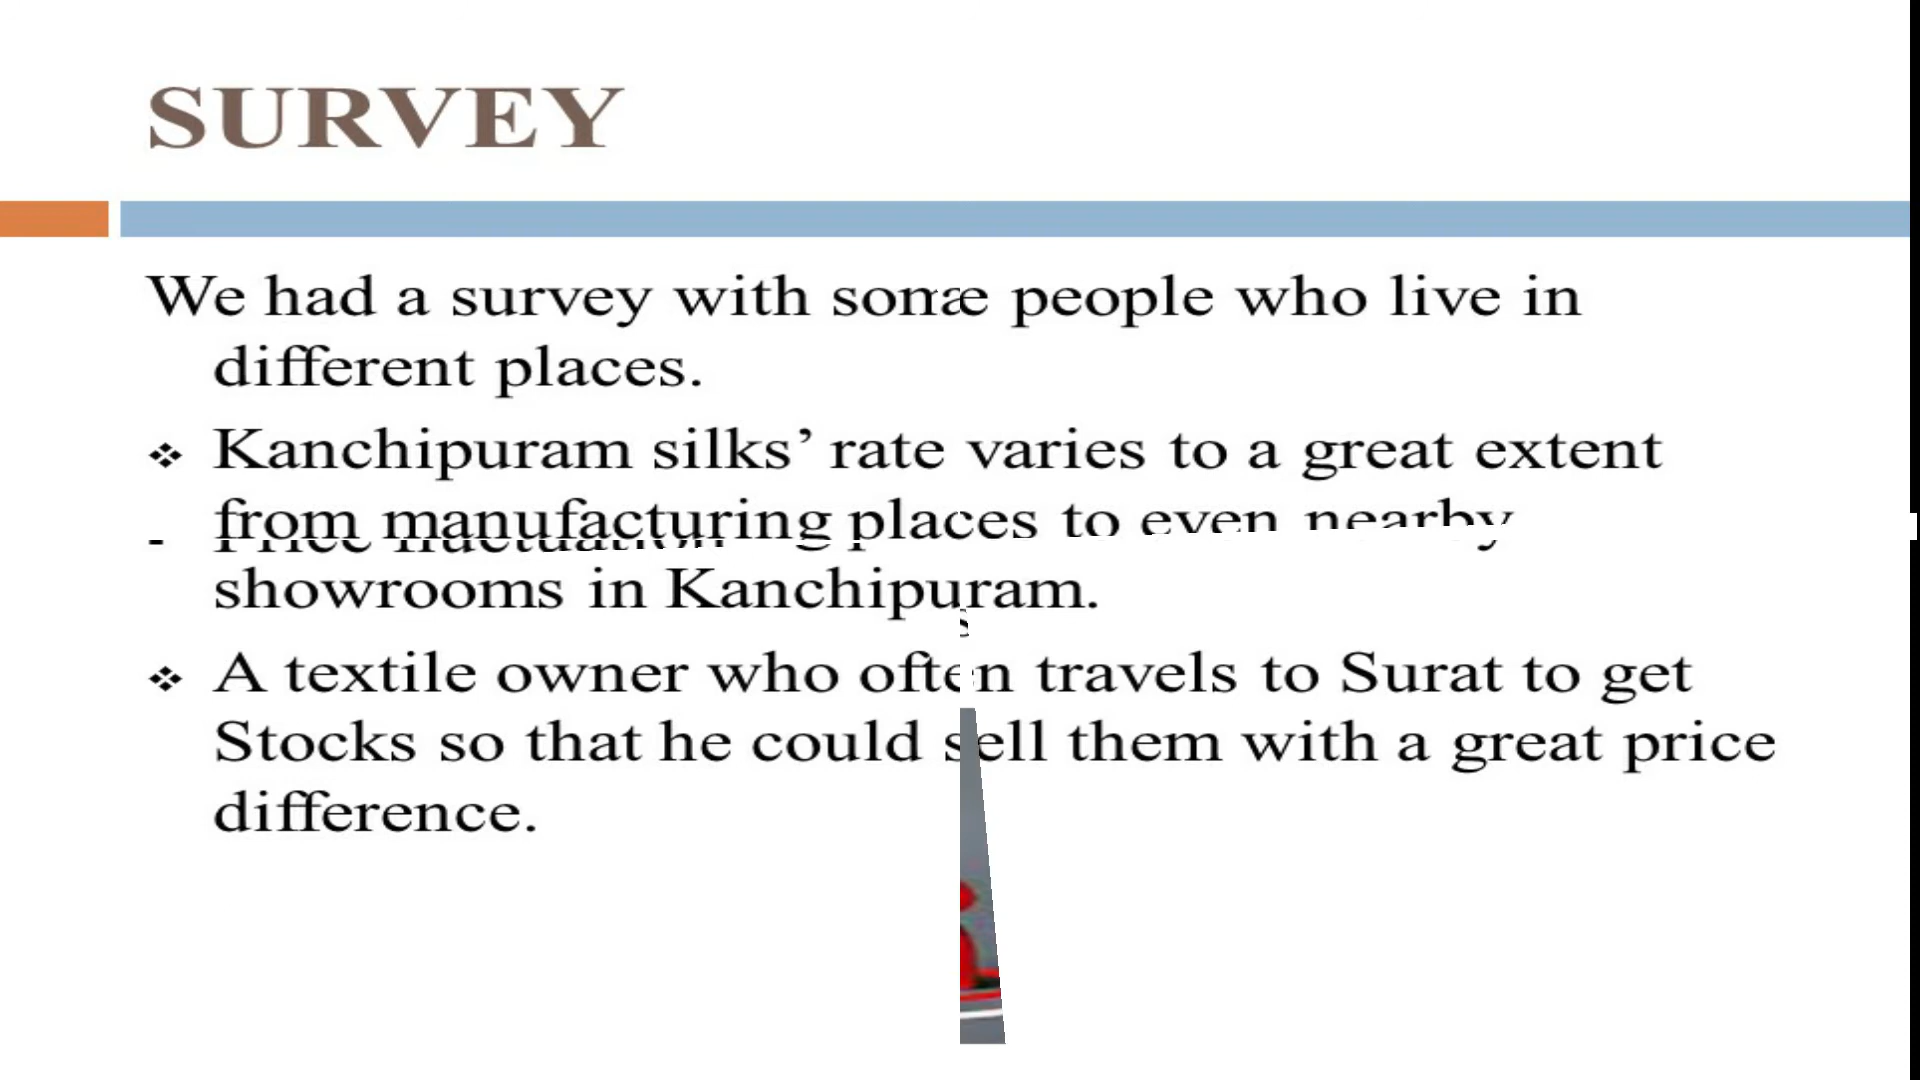 SURVEY
We had a survey with some people who live in
different places.
❖ Kanchipuram silks’ rate varies to a great extent
from manufacturing places to even nearby
showrooms in Kanchipuram.
❖ A textile owner who often travels to Surat to get
Stocks so that he could sell them with a great price
difference.